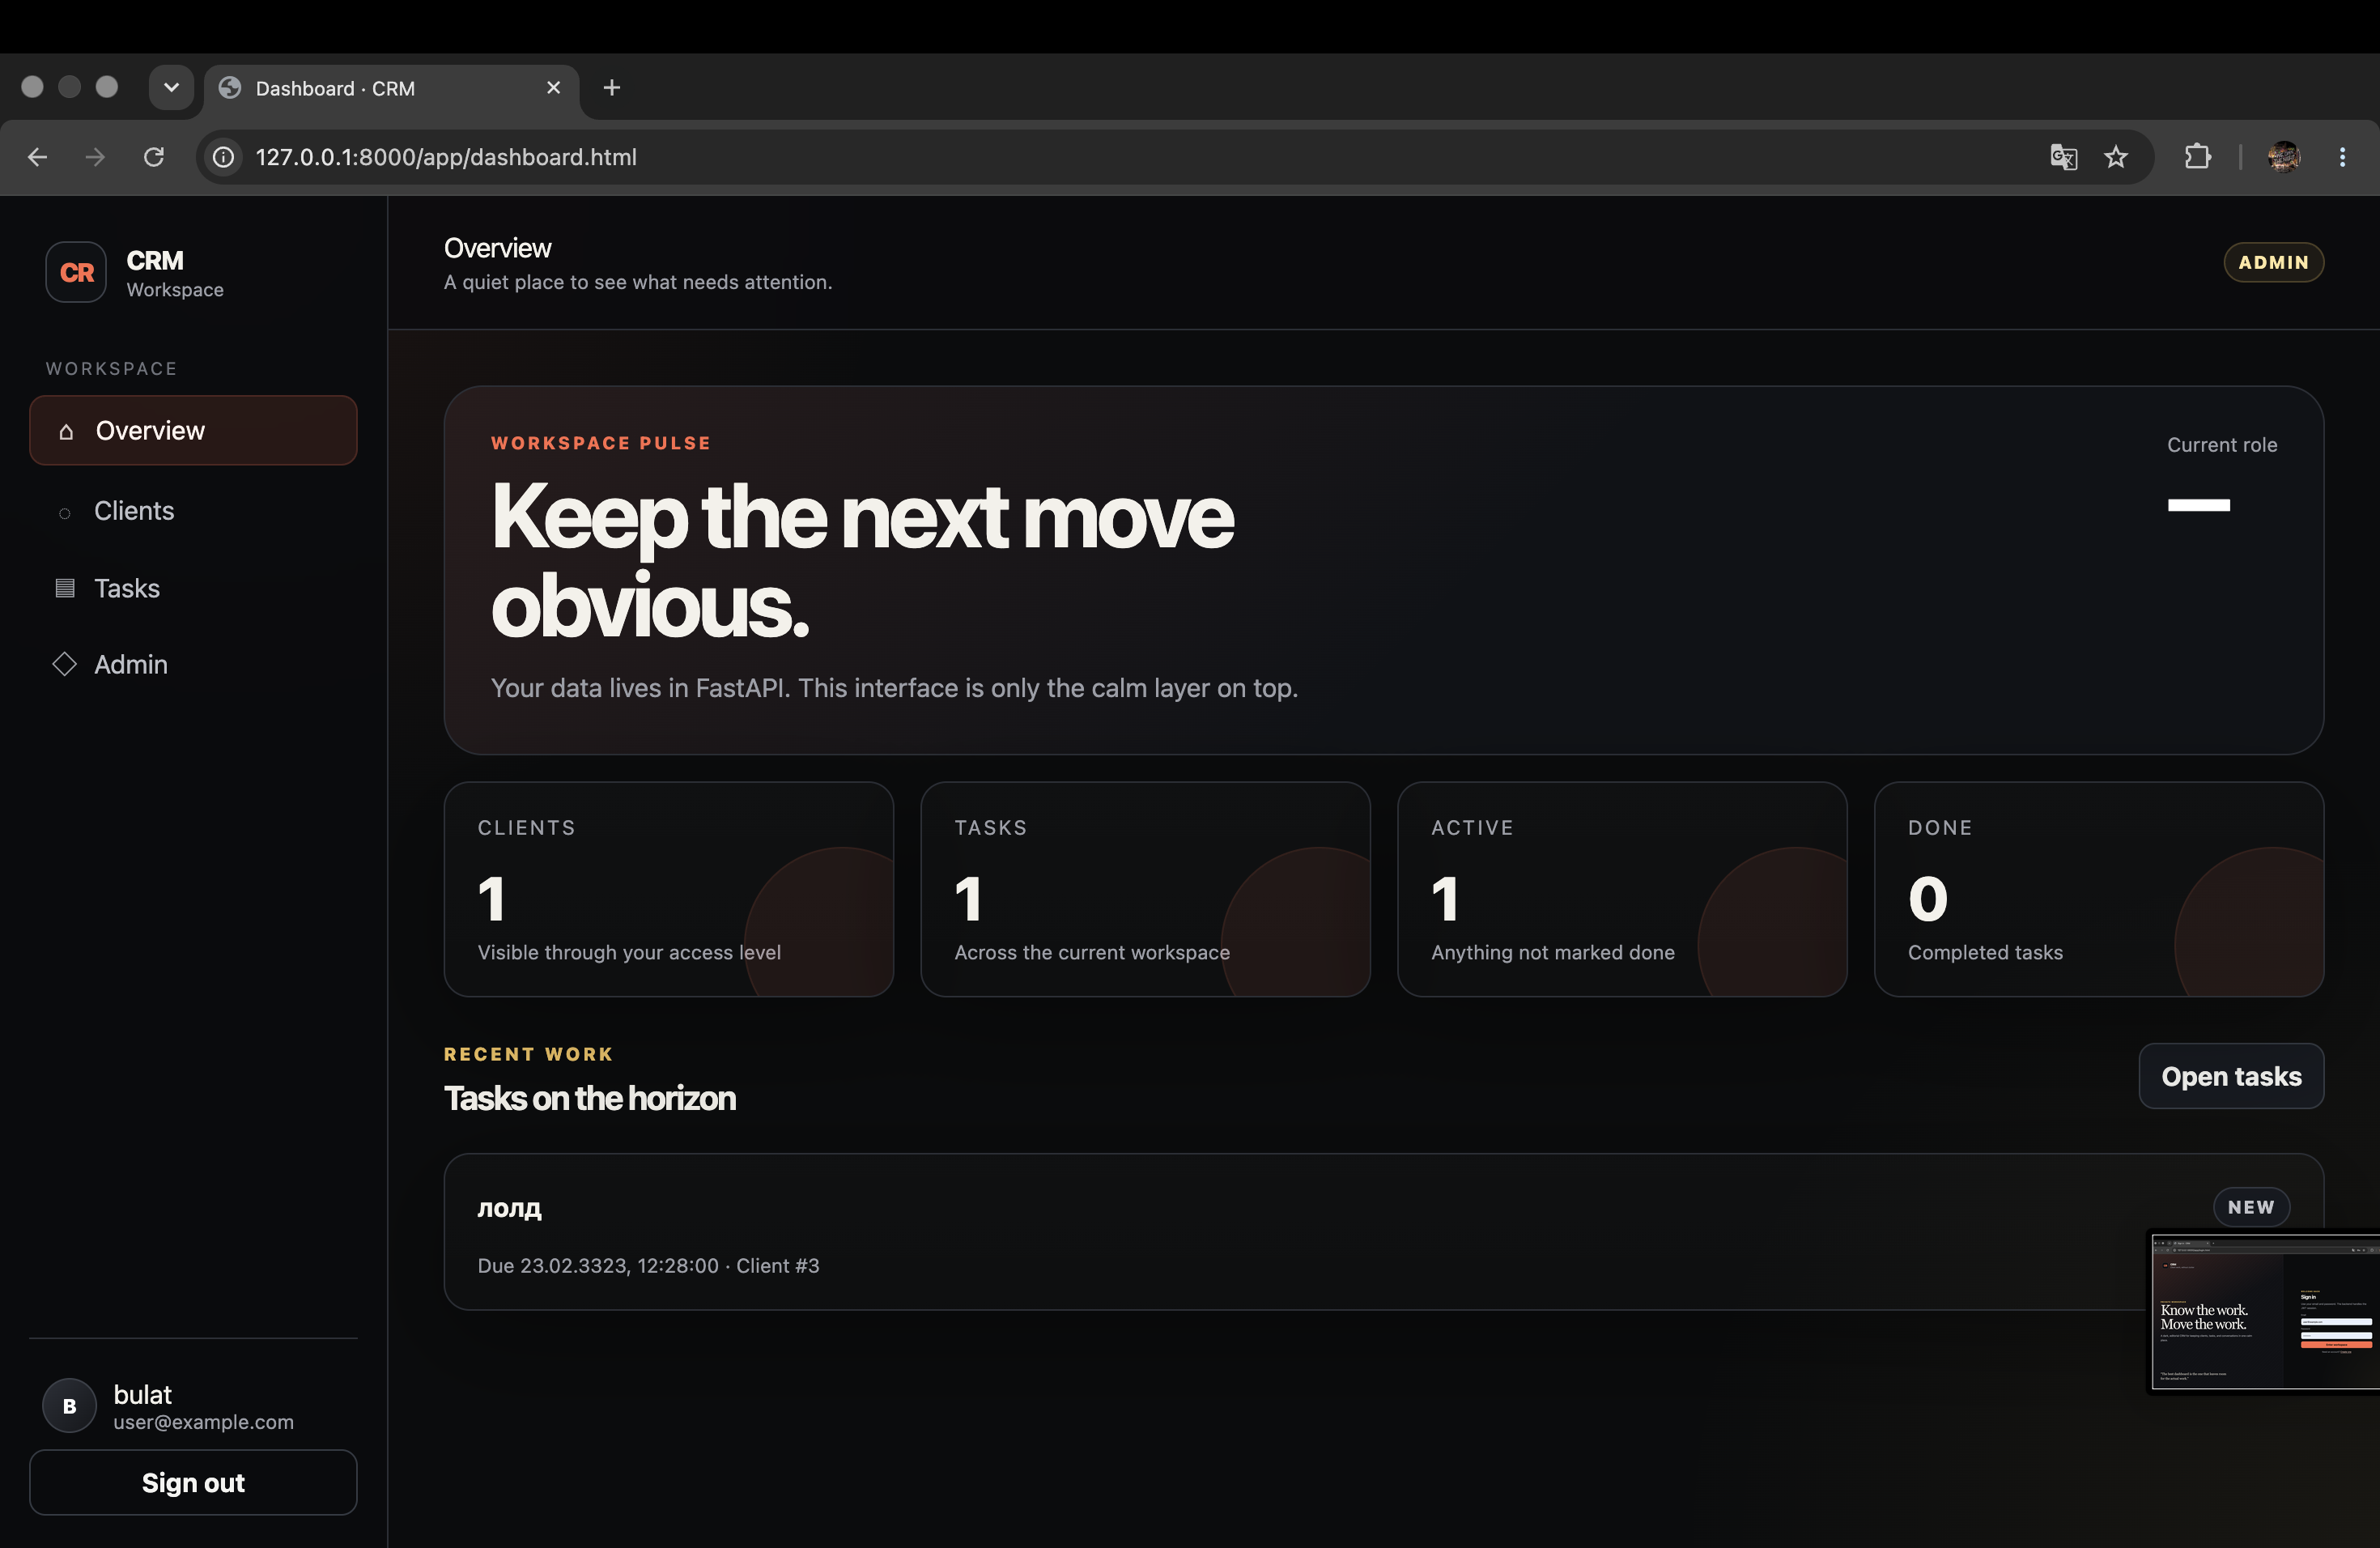 Dashboard · CRM
127.0.0.1:8000/app/dashboard.html
CR
CRM
Workspace
WORKSPACE
Overview
Clients
Tasks
Admin
bulat
B
user@example.com
Sign out
Overview
A quiet place to see what needs attention.
ADMIN
WORKSPACE PULSE
Keep the next move
obvious.
Your data lives in FastAPI. This interface is only the calm layer on top.
Current role
—
CLIENTS
1
Visible through your access level
TASKS
1
Across the current workspace
ACTIVE
1
Anything not marked done
DONE
0
Completed tasks
RECENT WORK
Tasks on the horizon
Open tasks
лолд
NEW
Due 23.02.3323, 12:28:00 · Client #3
Know the work.
Move the work.
Sign in